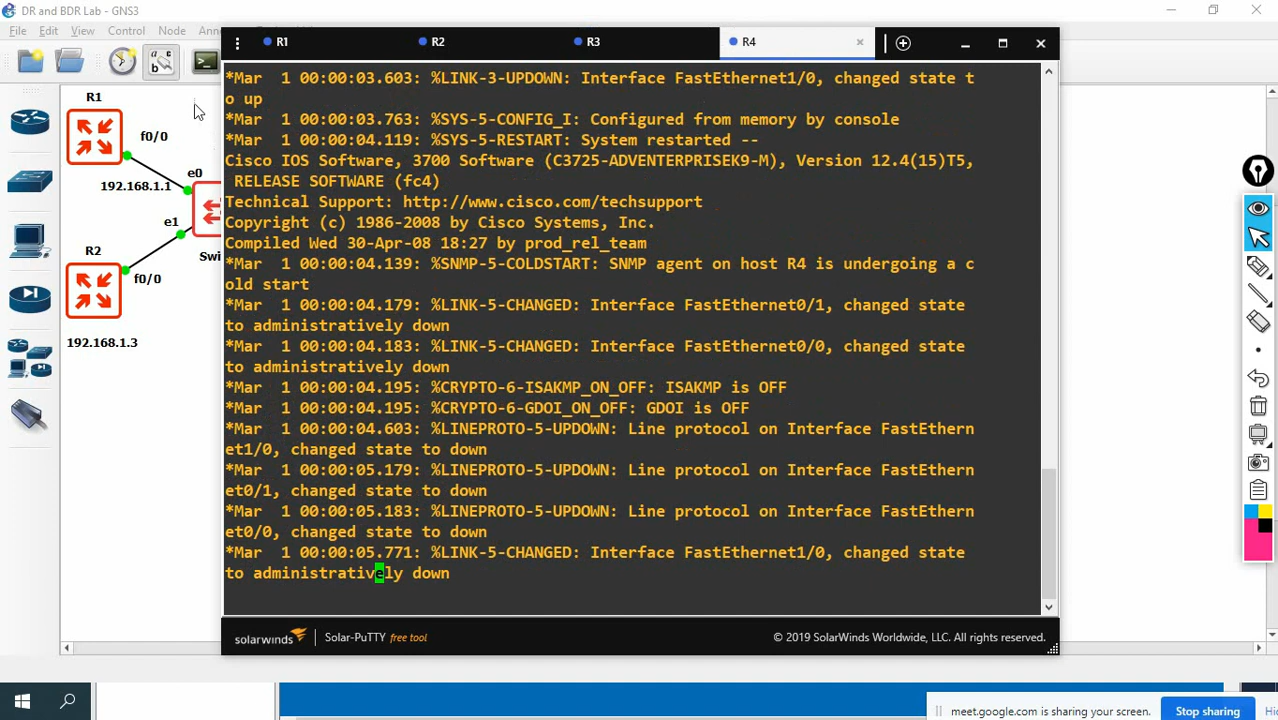 DR and BDR Lab - GNS3
File Edit View Control Node
R1 R2 R3 R4
*Mar  1 00:00:03.603: %LINK-3-UPDOWN: Interface FastEthernet1/0, changed state t
o up
*Mar  1 00:00:03.763: %SYS-5-CONFIG_I: Configured from memory by console
*Mar  1 00:00:04.119: %SYS-5-RESTART: System restarted --
Cisco IOS Software, 3700 Software (C3725-ADVENTERPRISEK9-M), Version 12.4(15)T5,
 RELEASE SOFTWARE (fc4)
Technical Support: http://www.cisco.com/techsupport
Copyright (c) 1986-2008 by Cisco Systems, Inc.
Compiled Wed 30-Apr-08 18:27 by prod_rel_team
*Mar  1 00:00:04.139: %SNMP-5-COLDSTART: SNMP agent on host R4 is undergoing a c
old start
*Mar  1 00:00:04.179: %LINK-5-CHANGED: Interface FastEthernet0/1, changed state
to administratively down
*Mar  1 00:00:04.183: %LINK-5-CHANGED: Interface FastEthernet0/0, changed state
to administratively down
*Mar  1 00:00:04.195: %CRYPTO-6-ISAKMP_ON_OFF: ISAKMP is OFF
*Mar  1 00:00:04.195: %CRYPTO-6-GDOI_ON_OFF: GDOI is OFF
*Mar  1 00:00:04.603: %LINEPROTO-5-UPDOWN: Line protocol on Interface FastEthern
et1/0, changed state to down
*Mar  1 00:00:05.179: %LINEPROTO-5-UPDOWN: Line protocol on Interface FastEthern
et0/1, changed state to down
*Mar  1 00:00:05.183: %LINEPROTO-5-UPDOWN: Line protocol on Interface FastEthern
et0/0, changed state to down
*Mar  1 00:00:05.771: %LINK-5-CHANGED: Interface FastEthernet1/0, changed state
to administratively down
solarwinds Solar-PuTTY free tool © 2019 SolarWinds Worldwide, LLC. All rights reserved.
a
b
R1
f0/0
e0
192.168.1.1
e1
R2
Swi
f0/0
192.168.1.3
meet.google.com is sharing your screen. Stop sharing Hid